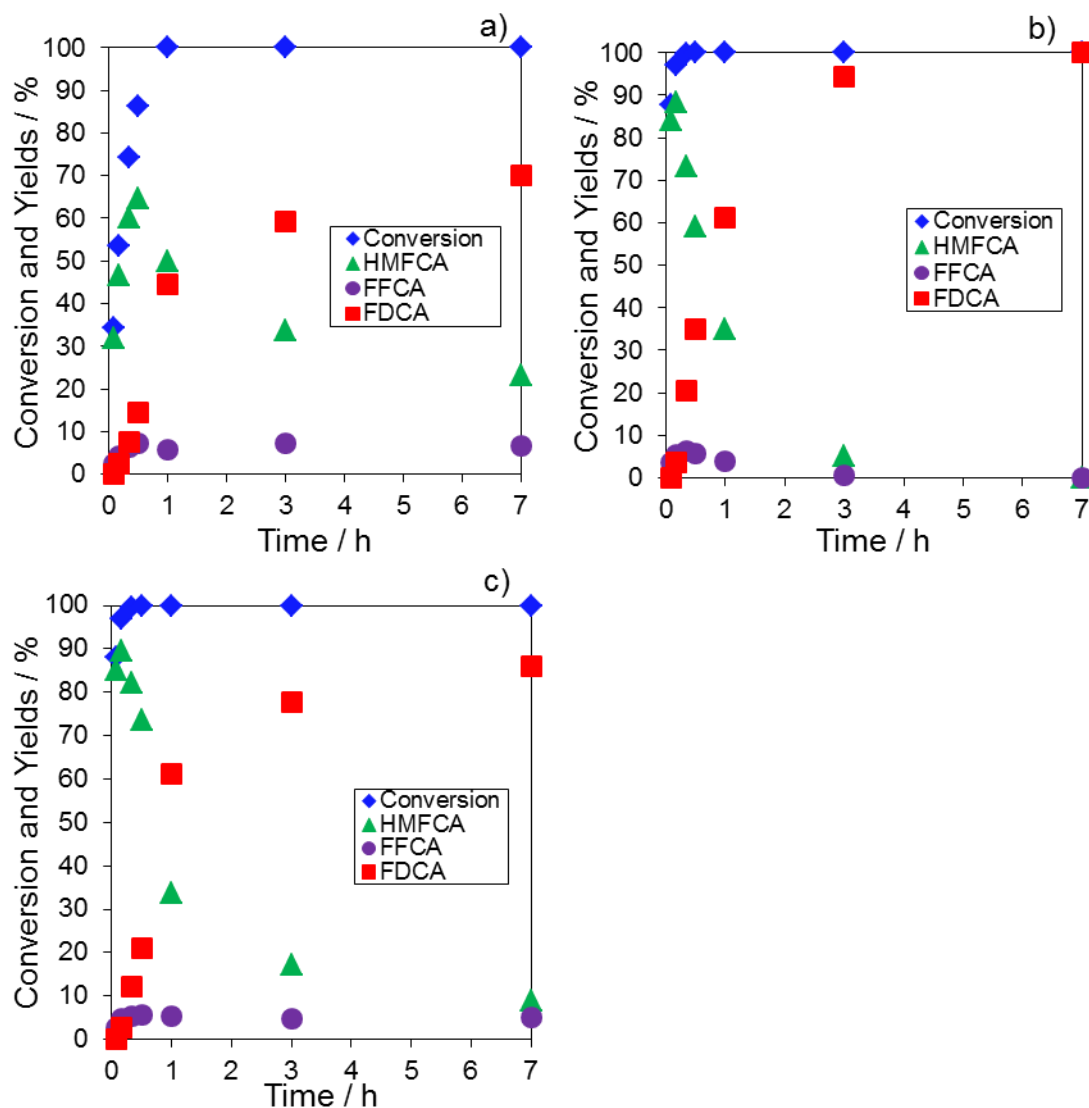 a)
Conversion and Yields / %
100
90
80
70
60
50
40
30
20
10
0
Conversion
HMFCA
FFCA
FDCA
0 1 2 3 4 5 6 7
Time / h
b)
Conversion and Yields / %
100
90
80
70
60
50
40
30
20
10
0
Conversion
HMFCA
FFCA
FDCA
0 1 2 3 4 5 6 7
Time / h
c)
Conversion and Yields / %
100
90
80
70
60
50
40
30
20
10
0
Conversion
HMFCA
FFCA
FDCA
0 1 2 3 4 5 6 7
Time / h